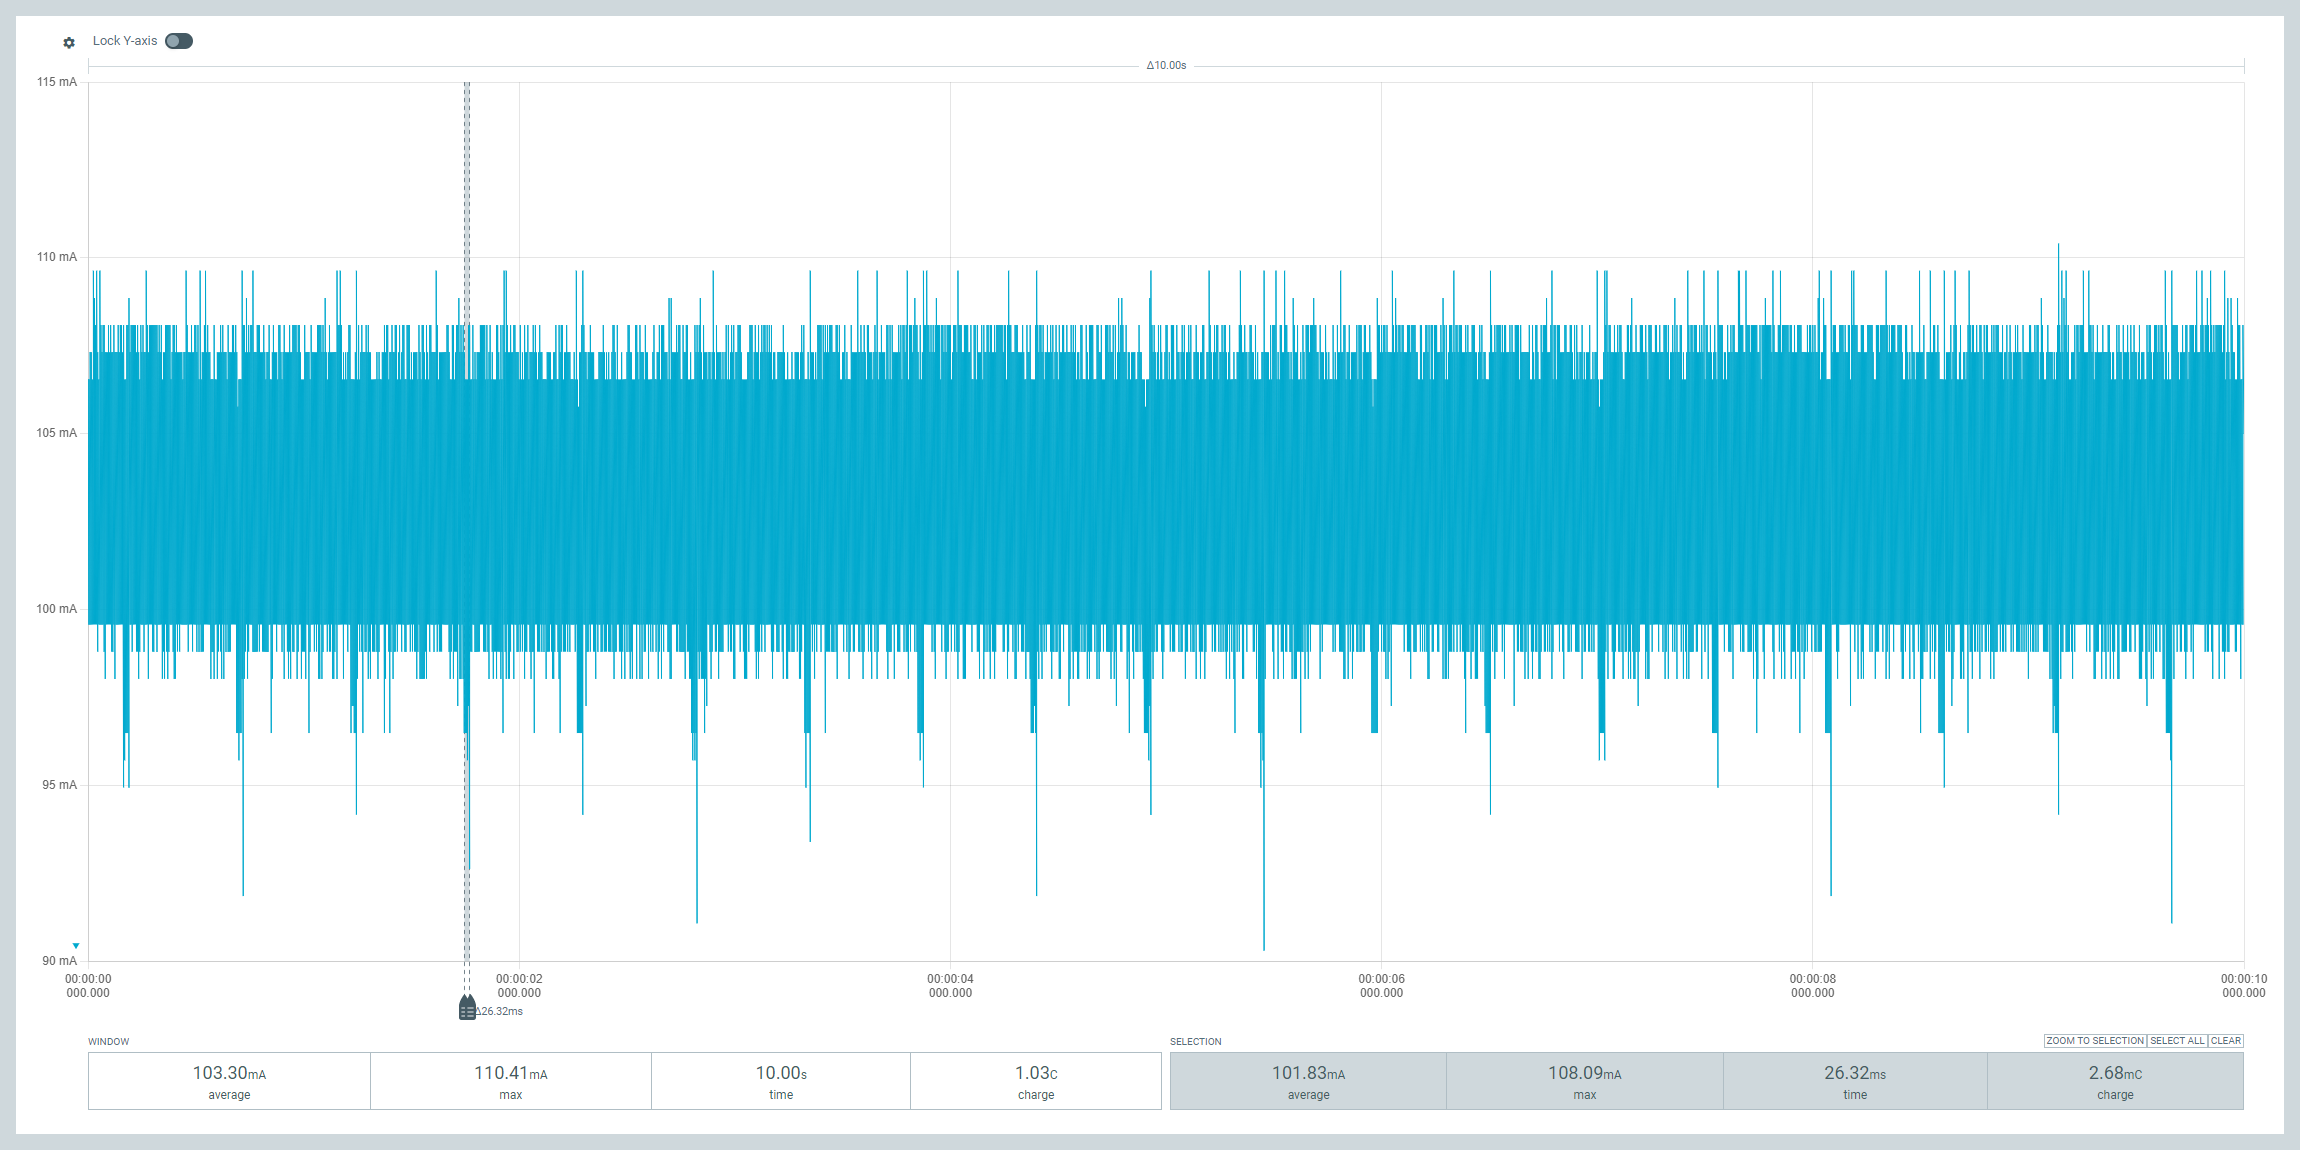 Lock Y-axis
Δ10.00s
115 mA
110 mA
105 mA
100 mA
95 mA
90 mA
00:00:00 00:00:02 00:00:04 00:00:06 00:00:08 00:00:10
000.000 000.000 000.000 000.000 000.000 000.000
Δ26.32ms
WINDOW
103.30mA 110.41mA 10.00s 1.03C
average max time charge
SELECTION ZOOM TO SELECTION SELECT ALL CLEAR
101.83mA 108.09mA 26.32ms 2.68mC
average max time charge